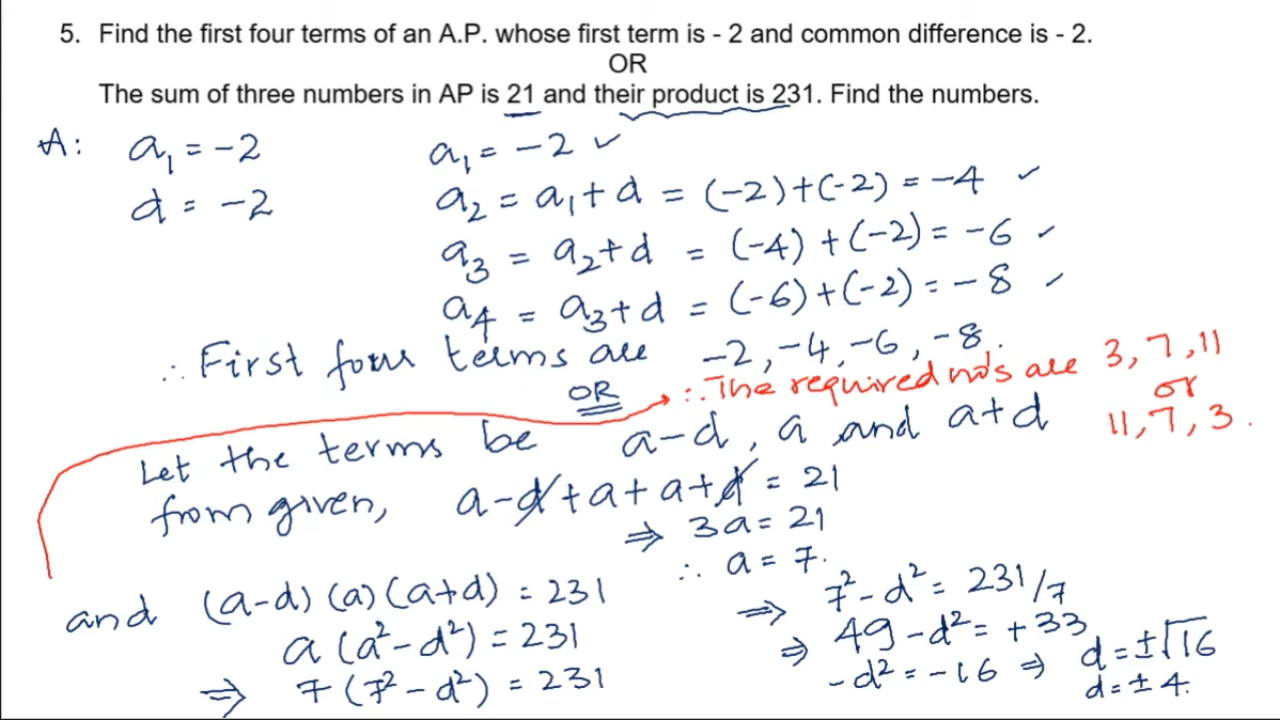 5. Find the first four terms of an A.P. whose first term is - 2 and common difference is - 2.
OR
The sum of three numbers in AP is 21 and their product is 231. Find the numbers.
A: a₁ = -2
d = -2
a₁ = -2 ✓
a₂ = a₁+d = (-2)+(-2) = -4 ✓
a₃ = a₂+d = (-4)+(-2) = -6 ✓
a₄ = a₃+d = (-6)+(-2) = -8 ✓
∴ First four terms are -2, -4, -6, -8.
OR
∴ The required no's are 3, 7, 11
or
11, 7, 3.
Let the terms be a-d, a and a+d
from given, a-d+a+a+d = 21
⇒ 3a = 21
∴ a = 7.
and (a-d) (a) (a+d) = 231
a (a² - d²) = 231
⇒ 7 (7² - d²) = 231
⇒ 7² - d² = 231/7
⇒ 49 - d² = +33
-d² = -16 ⇒ d = ±√16
d = ± 4.